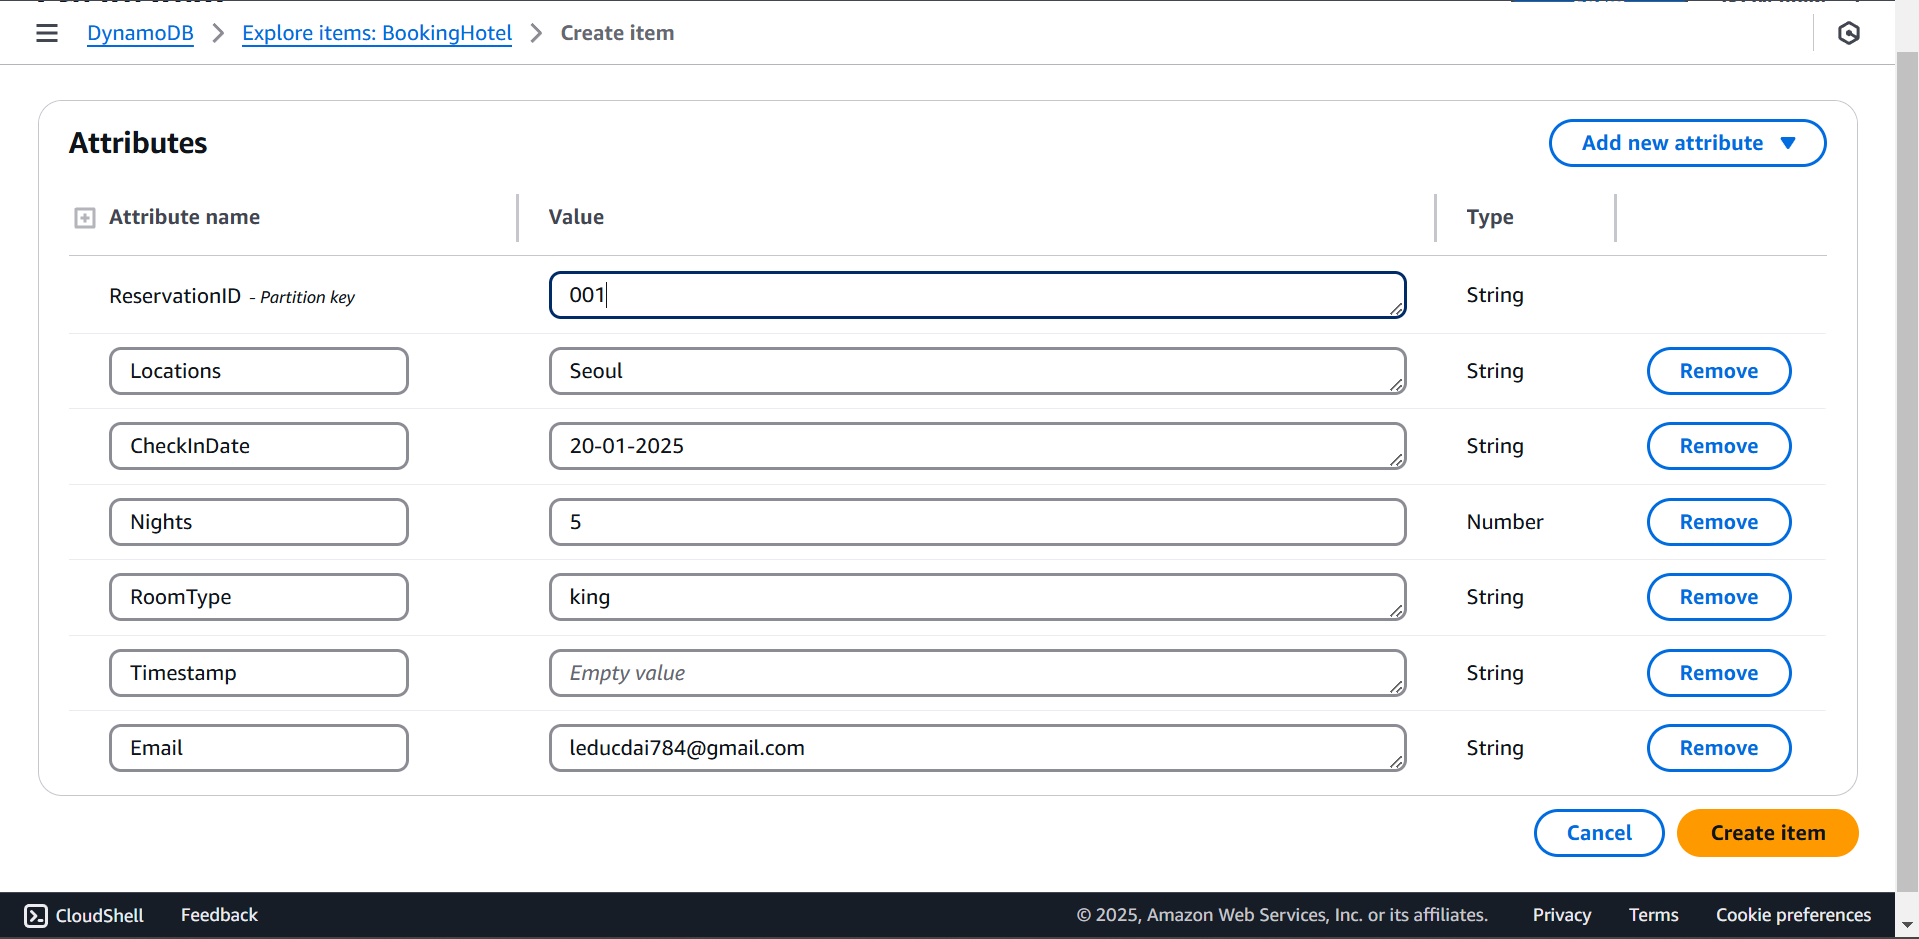 DynamoDB > Explore items: BookingHotel > Create item
Attributes
Add new attribute
Attribute name Value Type
ReservationID - Partition key 001 String
Locations Seoul String Remove
CheckInDate 20-01-2025 String Remove
Nights 5 Number Remove
RoomType king String Remove
Timestamp Empty value String Remove
Email leducdai784@gmail.com String Remove
Cancel Create item
CloudShell Feedback © 2025, Amazon Web Services, Inc. or its affiliates. Privacy Terms Cookie preferences